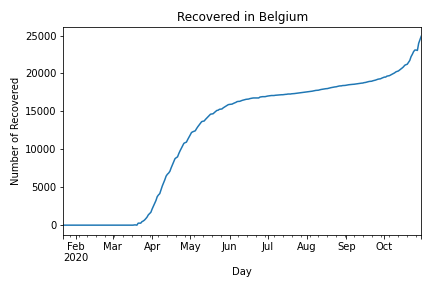 Recovered in Belgium
Number of Recovered
25000
20000
15000
10000
5000
0
Feb Mar Apr May Jun Jul Aug Sep Oct
2020
Day